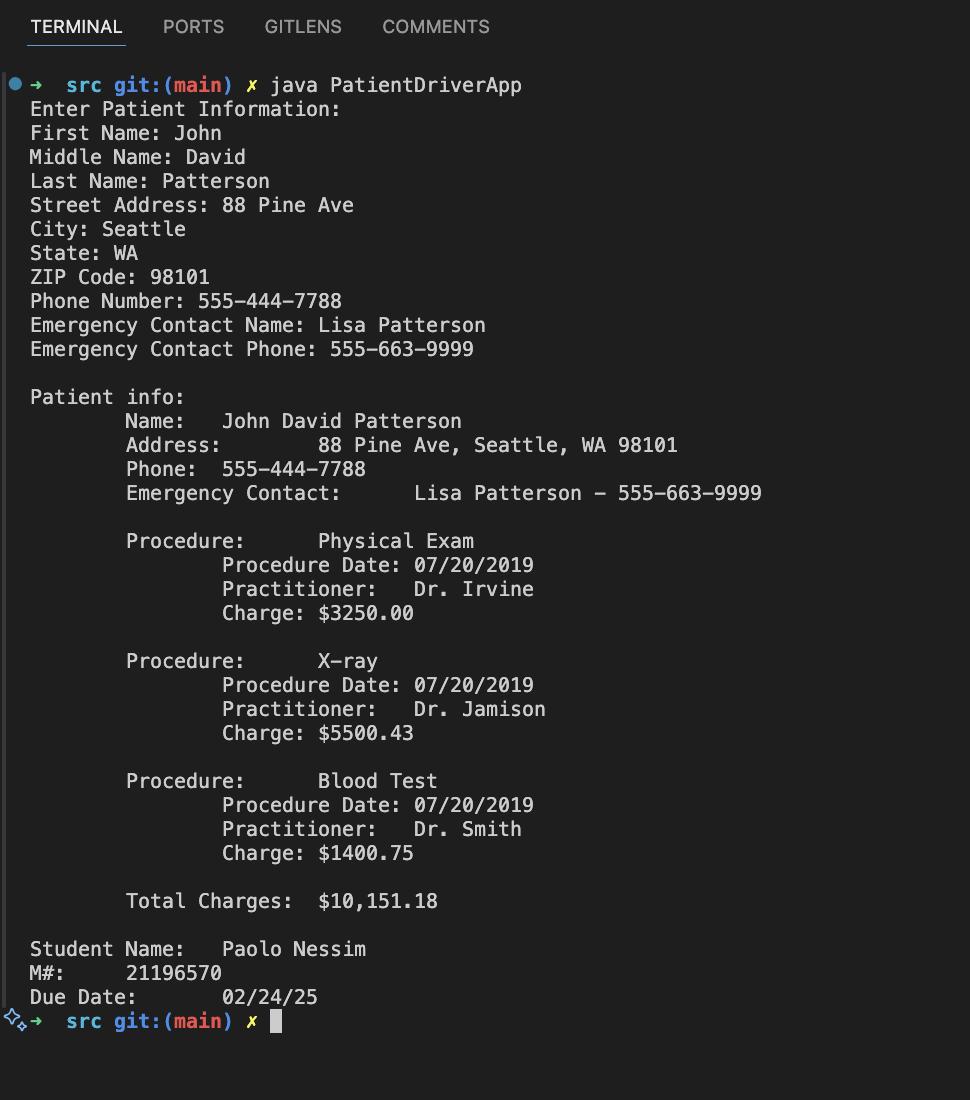 TERMINAL PORTS GITLENS COMMENTS
➜ src git:(main) ✗ java PatientDriverApp
Enter Patient Information:
First Name: John
Middle Name: David
Last Name: Patterson
Street Address: 88 Pine Ave
City: Seattle
State: WA
ZIP Code: 98101
Phone Number: 555-444-7788
Emergency Contact Name: Lisa Patterson
Emergency Contact Phone: 555-663-9999
Patient info:
Name: John David Patterson
Address: 88 Pine Ave, Seattle, WA 98101
Phone: 555-444-7788
Emergency Contact: Lisa Patterson - 555-663-9999
Procedure: Physical Exam
Procedure Date: 07/20/2019
Practitioner: Dr. Irvine
Charge: $3250.00
Procedure: X-ray
Procedure Date: 07/20/2019
Practitioner: Dr. Jamison
Charge: $5500.43
Procedure: Blood Test
Procedure Date: 07/20/2019
Practitioner: Dr. Smith
Charge: $1400.75
Total Charges: $10,151.18
Student Name: Paolo Nessim
M#: 21196570
Due Date: 02/24/25
➜ src git:(main) ✗